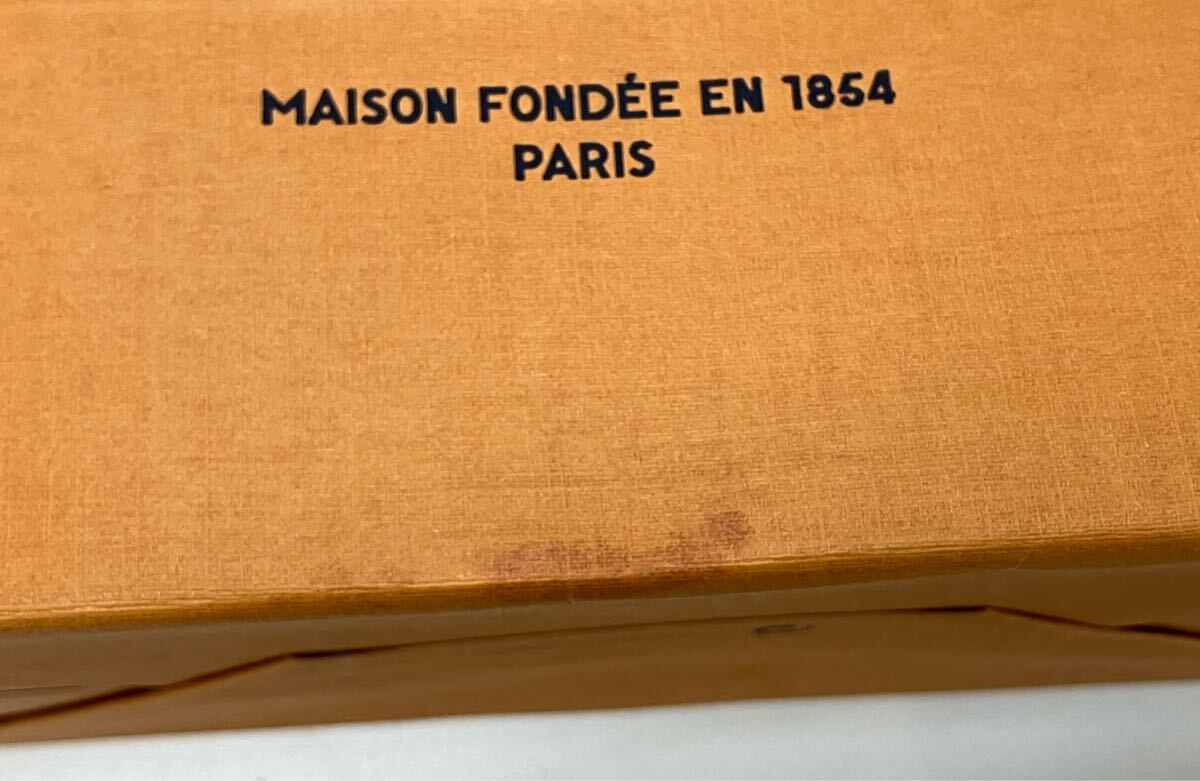 MAISON FONDÉE EN 1854
PARIS